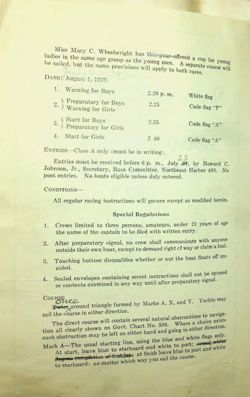 Miss Mary C. Wheelwright has this year offered a cup for young
ladies in the same age group as the young men. A separate course will
be sailed, but the same provisions will apply to both races.
DATE: August 1, 1939.
1. Warning for Boys 2.20 p. m. White flag
2. { Preparatory for Boys 2.25 Code flag "P"
Warning for Girls
3. { Start for Boys 2.35 Code flag "A"
Preparatory for Girls
4. Start for Girls 2.40 Code flag "A"
ENTRIES—Class A only (must be in writing).
Entries must be received before 6 p. m., July by Howard C.
Johnson, Jr., Secretary, Race Committee, Northeast Harbor 488. No
post entries. No boats eligible unless duly entered.
CONDITIONS—
All regular racing instructions will govern except as modified herein.
Special Regulations
1. Crews limited to three persons, amateurs, under 21 years of age
the name of the captain to be filed with written entry.
2. After preparatory signal, no crew shall communicate with anyone
outside their own boat, except to demand right of way or claim a foul.
3. Touching bottom disqualifies whether or not the boat floats off un-
aided.
4. Sealed envelopes containing secret instructions shall not be opened
or contents examined in any way until after preparatory signal.
COURSE
Once
Twice around triangle formed by Marks A, X, and Y. Yachts may
sail the course in either direction.
The direct course will contain several natural obstructions to naviga-
tion all clearly shown on Govt. Chart No. 306. Where a choice exists
such obstruction may be left on either hand and going in either direction.
Mark A—The usual starting line, using the blue and white flags only.
At start, leave blue to starboard and white to port;
at finish leave blue to port and white
to starboard: no matter which way you sail the course.